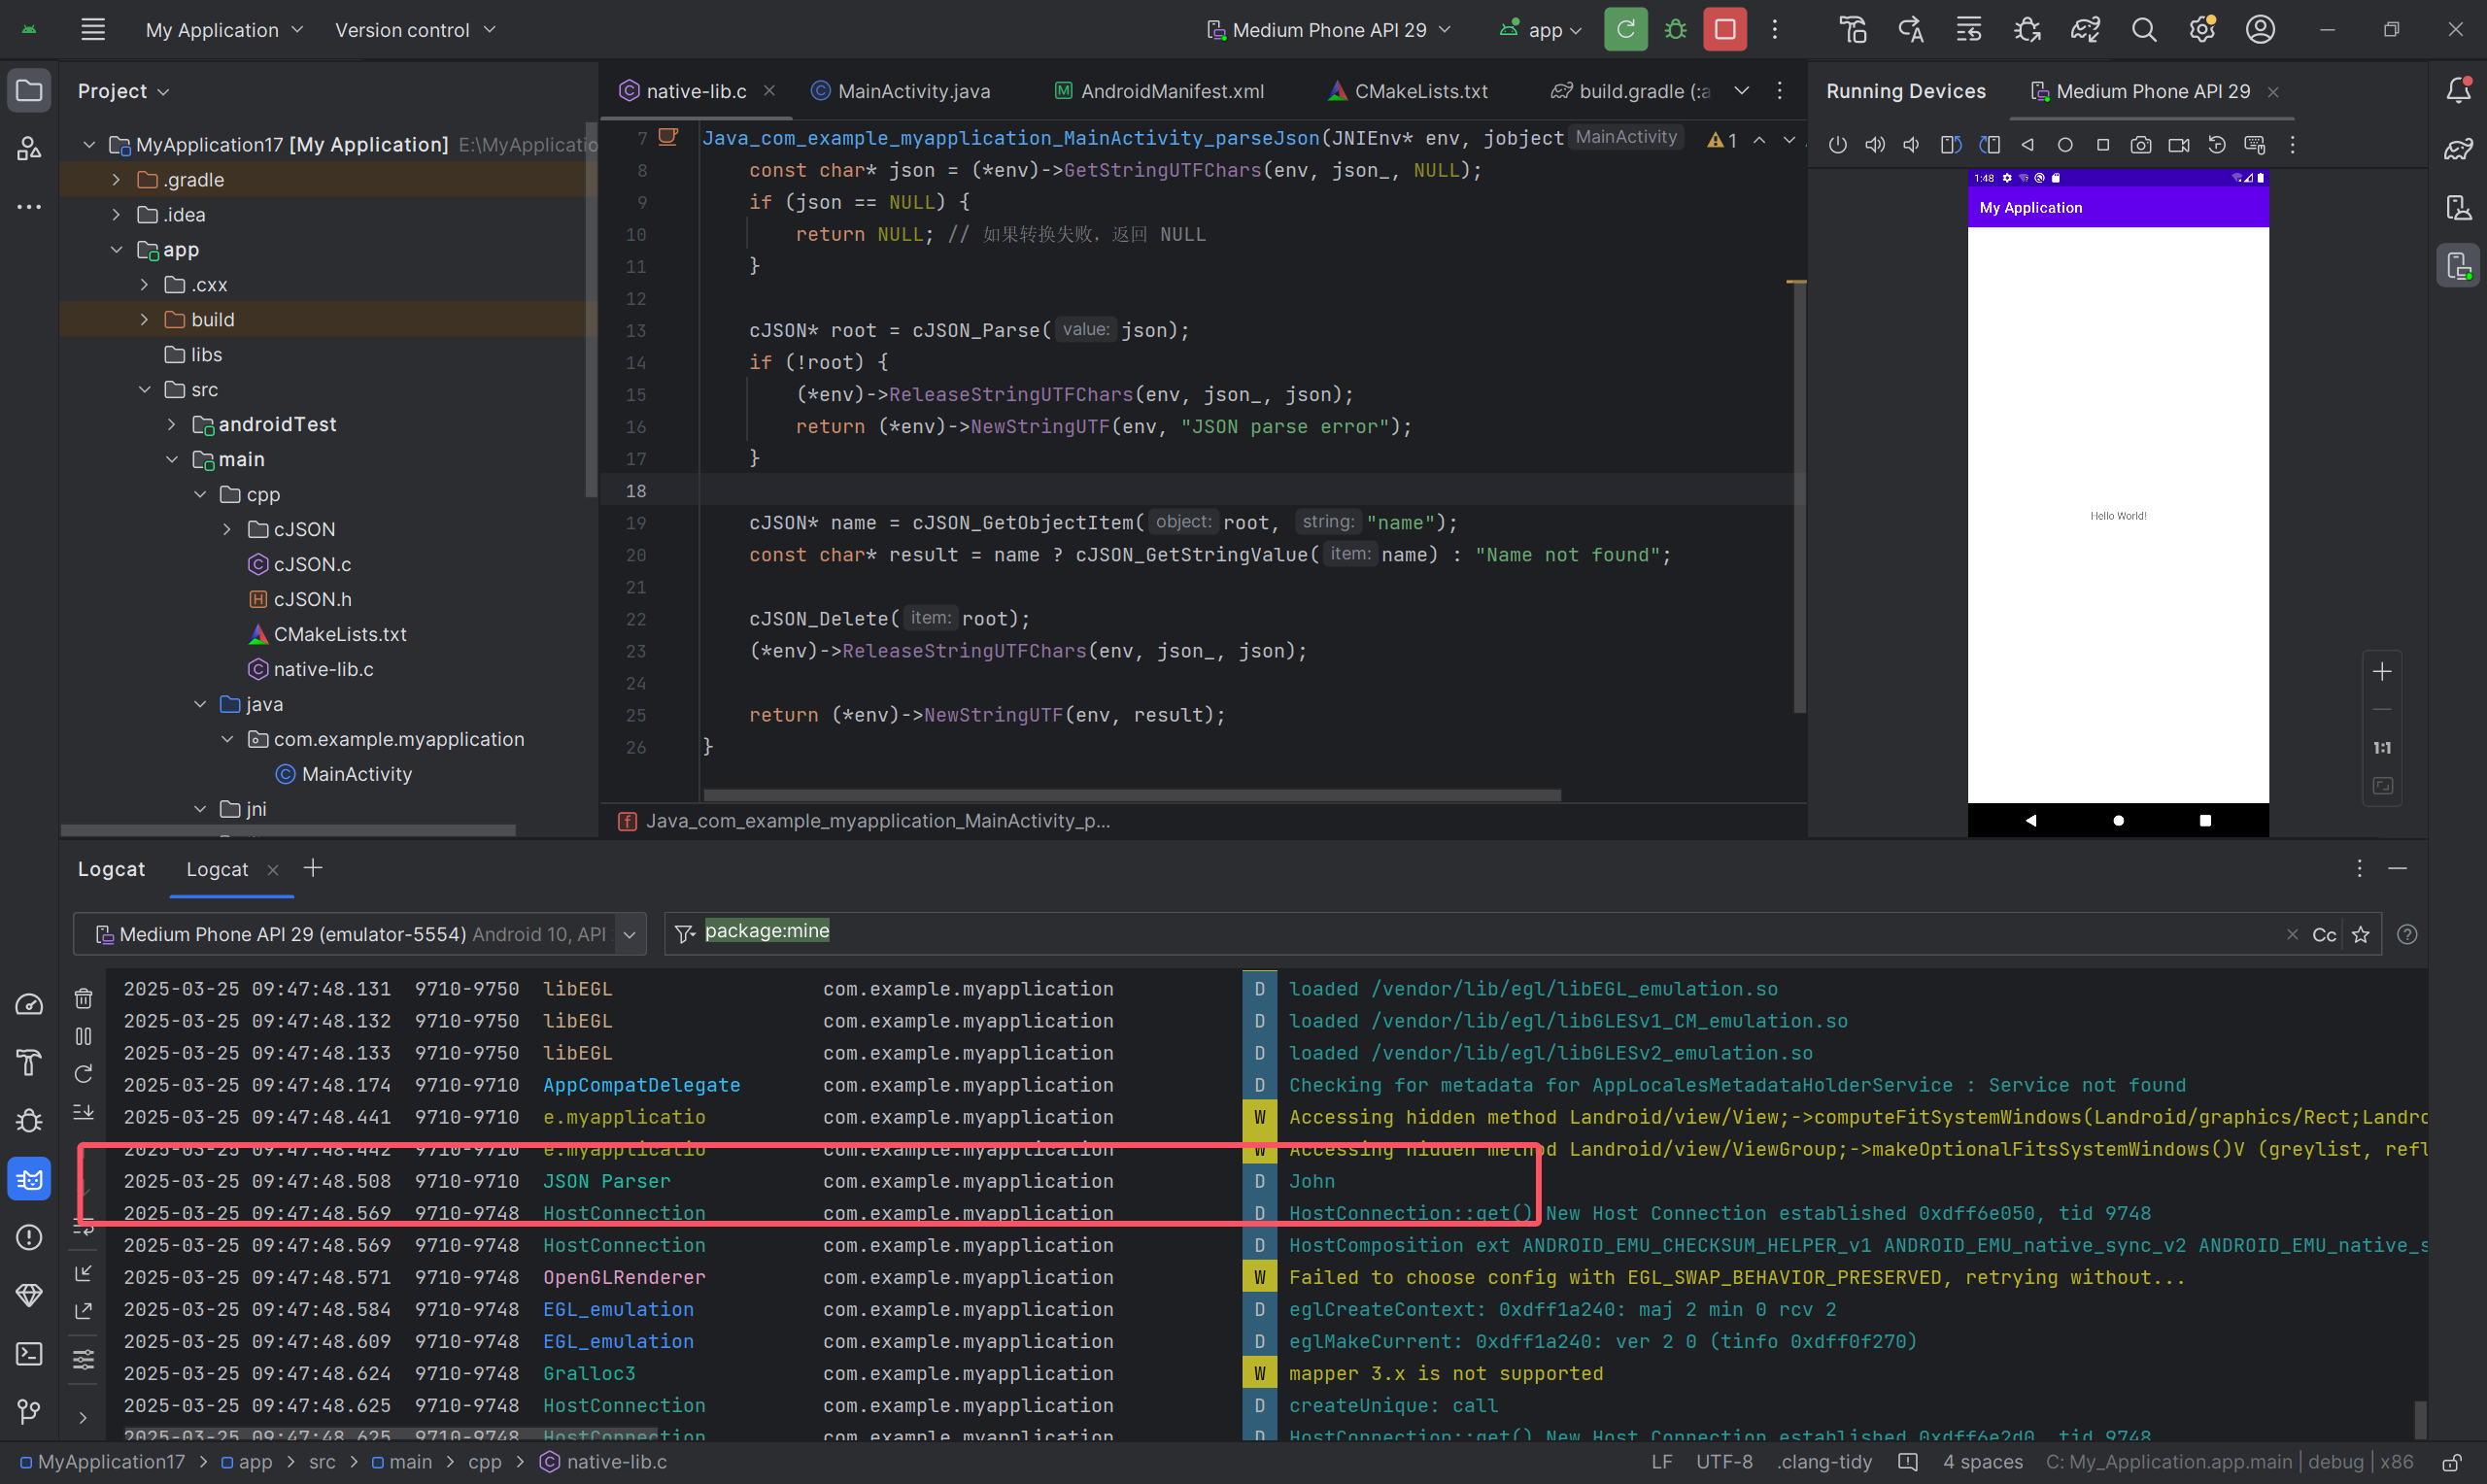 My Application
Version control
Medium Phone API 29
app
Project
native-lib.c
MainActivity.java
AndroidManifest.xml
CMakeLists.txt
build.gradle (:a
Running Devices
Medium Phone API 29
MyApplication17 [My Application] E:\MyApplicatio
.gradle
.idea
app
.cxx
build
libs
src
androidTest
main
cpp
cJSON
cJSON.c
cJSON.h
CMakeLists.txt
native-lib.c
java
com.example.myapplication
MainActivity
jni
7 Java_com_example_myapplication_MainActivity_parseJson(JNIEnv* env, jobject MainActivity
1
8 const char* json = (*env)->GetStringUTFChars(env, json_, NULL);
9 if (json == NULL) {
10 return NULL; // 如果转换失败，返回 NULL
11 }
12
13 cJSON* root = cJSON_Parse( value: json);
14 if (!root) {
15 (*env)->ReleaseStringUTFChars(env, json_, json);
16 return (*env)->NewStringUTF(env, "JSON parse error");
17 }
18
19 cJSON* name = cJSON_GetObjectItem( object: root, string: "name");
20 const char* result = name ? cJSON_GetStringValue( item: name) : "Name not found";
21
22 cJSON_Delete( item: root);
23 (*env)->ReleaseStringUTFChars(env, json_, json);
24
25 return (*env)->NewStringUTF(env, result);
26 }
Java_com_example_myapplication_MainActivity_p...
1:48
My Application
Hello World!
1:1
Logcat
Logcat
Medium Phone API 29 (emulator-5554) Android 10, API
package:mine
Cc
2025-03-25 09:47:48.131 9710-9750 libEGL com.example.myapplication D loaded /vendor/lib/egl/libEGL_emulation.so
2025-03-25 09:47:48.132 9710-9750 libEGL com.example.myapplication D loaded /vendor/lib/egl/libGLESv1_CM_emulation.so
2025-03-25 09:47:48.133 9710-9750 libEGL com.example.myapplication D loaded /vendor/lib/egl/libGLESv2_emulation.so
2025-03-25 09:47:48.174 9710-9710 AppCompatDelegate com.example.myapplication D Checking for metadata for AppLocalesMetadataHolderService : Service not found
2025-03-25 09:47:48.441 9710-9710 e.myapplicatio com.example.myapplication W Accessing hidden method Landroid/view/View;->computeFitSystemWindows(Landroid/graphics/Rect;Landro
2025-03-25 09:47:48.442 9710-9710 e.myapplicatio com.example.myapplication W Accessing hidden method Landroid/view/ViewGroup;->makeOptionalFitsSystemWindows()V (greylist, refl
2025-03-25 09:47:48.508 9710-9710 JSON Parser com.example.myapplication D John
2025-03-25 09:47:48.569 9710-9748 HostConnection com.example.myapplication D HostConnection::get() New Host Connection established 0xdff6e050, tid 9748
2025-03-25 09:47:48.569 9710-9748 HostConnection com.example.myapplication D HostComposition ext ANDROID_EMU_CHECKSUM_HELPER_v1 ANDROID_EMU_native_sync_v2 ANDROID_EMU_native_s
2025-03-25 09:47:48.571 9710-9748 OpenGLRenderer com.example.myapplication W Failed to choose config with EGL_SWAP_BEHAVIOR_PRESERVED, retrying without...
2025-03-25 09:47:48.584 9710-9748 EGL_emulation com.example.myapplication D eglCreateContext: 0xdff1a240: maj 2 min 0 rcv 2
2025-03-25 09:47:48.609 9710-9748 EGL_emulation com.example.myapplication D eglMakeCurrent: 0xdff1a240: ver 2 0 (tinfo 0xdff0f270)
2025-03-25 09:47:48.624 9710-9748 Gralloc3 com.example.myapplication W mapper 3.x is not supported
2025-03-25 09:47:48.625 9710-9748 HostConnection com.example.myapplication D createUnique: call
2025-03-25 09:47:48.625 9710-9748 HostConnection com.example.myapplication D HostConnection::get() New Host Connection established 0xdff6e2d0, tid 9748
MyApplication17 > app > src > main > cpp > native-lib.c
LF UTF-8 .clang-tidy 4 spaces C: My_Application.app.main | debug | x86